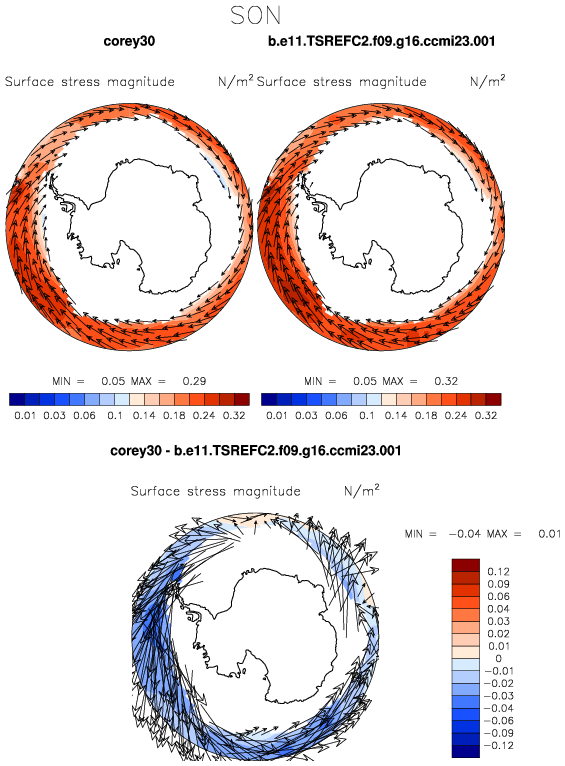 SON
corey30 b.e11.TSREFC2.f09.g16.ccmi23.001
Surface stress magnitude N/m² Surface stress magnitude N/m²
MIN = 0.05 MAX = 0.29 MIN = 0.05 MAX = 0.32
0.01 0.03 0.06 0.1 0.14 0.18 0.24 0.32 0.01 0.03 0.06 0.1 0.14 0.18 0.24 0.32
corey30 - b.e11.TSREFC2.f09.g16.ccmi23.001
Surface stress magnitude N/m²
MIN = −0.04 MAX = 0.01
0.12
0.09
0.06
0.04
0.03
0.02
0.01
0
−0.01
−0.02
−0.03
−0.04
−0.06
−0.09
−0.12